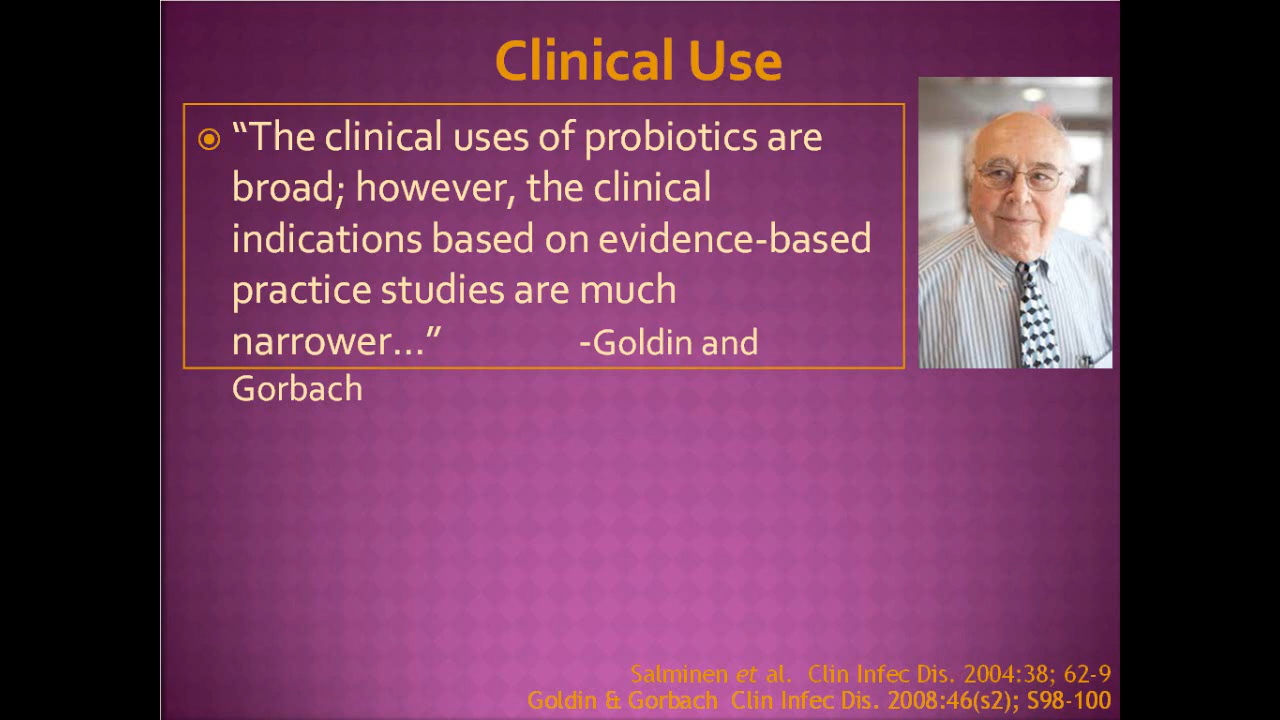 Clinical Use
“The clinical uses of probiotics are
broad; however, the clinical
indications based on evidence-based
practice studies are much
narrower…” -Goldin and
Gorbach
Salminen et al. Clin Infec Dis. 2004:38; 62-9
Goldin & Gorbach Clin Infec Dis. 2008:46(s2); S98-100